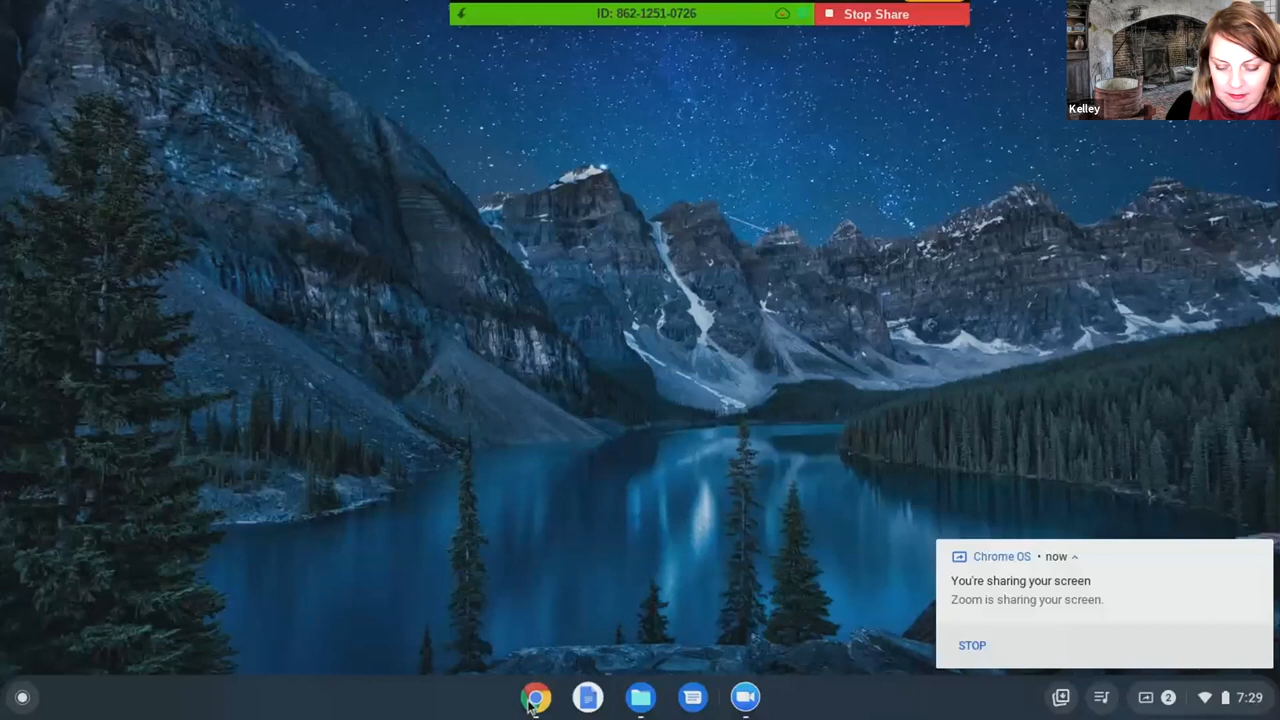 ID: 862-1251-0726
Stop Share
Kelley
Chrome OS • now
You're sharing your screen
Zoom is sharing your screen.
STOP
2
7:29